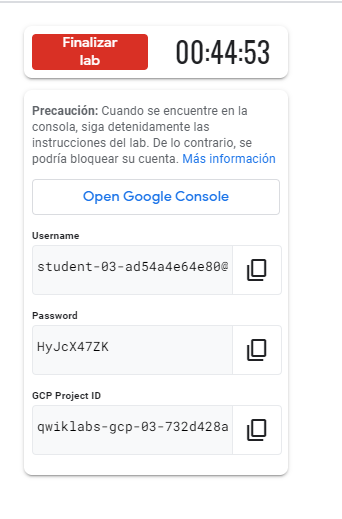 Finalizar
lab
00:44:53
Precaución: Cuando se encuentre en la
consola, siga detenidamente las
instrucciones del lab. De lo contrario, se
podría bloquear su cuenta. Más información
Open Google Console
Username
student-03-ad54a4e64e80@
Password
HyJcX47ZK
GCP Project ID
qwiklabs-gcp-03-732d428a